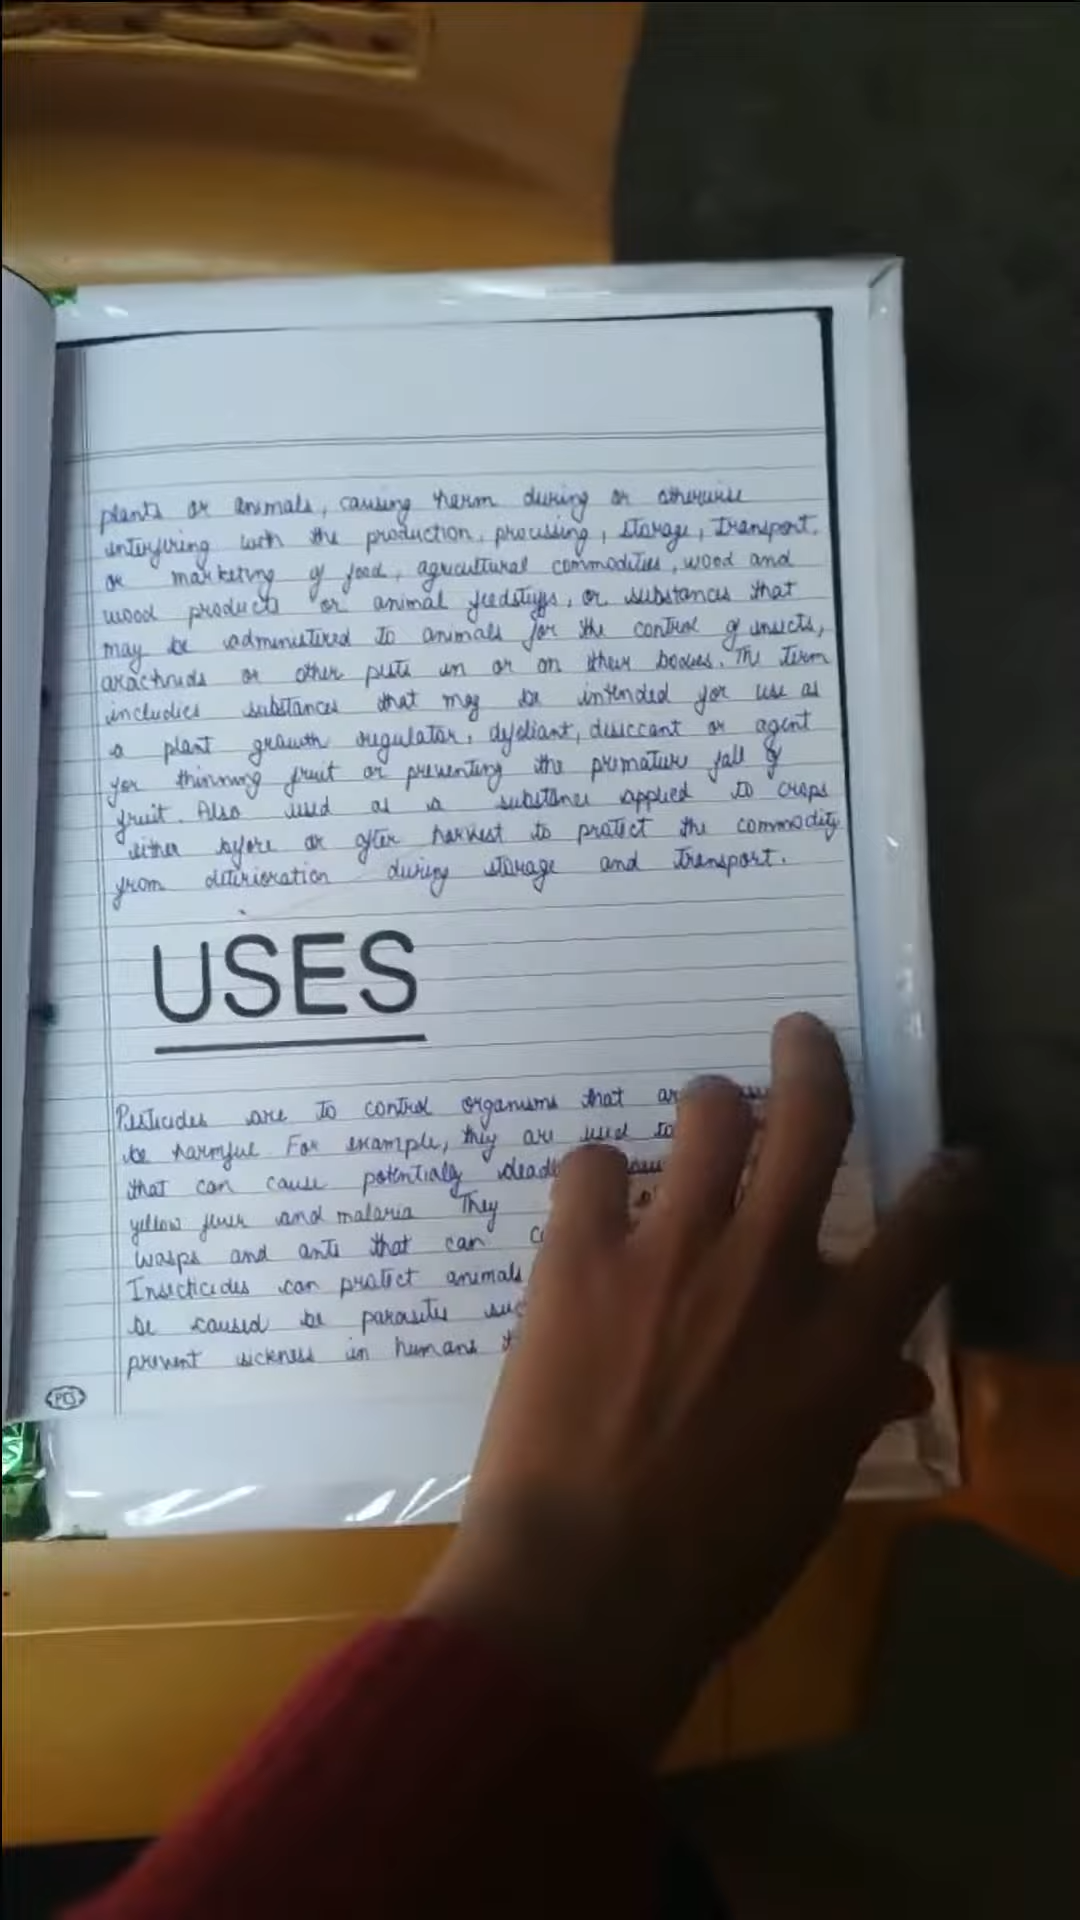 plants or animals, causing harm during or otherwise
interfering with the production, processing, storage, transport,
or marketing of food, agricultural commodities, wood and
wood products or animal feedstuffs, or substances that
may be administered to animals for the control of insects,
arachnids or other pests in or on their bodies. The term
includies substances that may be intended for use as
a plant growth regulator, defoliant, desiccant or agent
for thinning fruit or preventing the premature fall of
fruit. Also used as a substance applied to crops
either before or after harvest to protect the commodity
from deterioration during storage and transport.
USES
Pesticides are to control organisms that
be harmful For example, they are used to
that can cause potentially
yellow fever and malaria They
wasps and ants that can
Insecticides can protect animals
be caused be parasites
prevent sickness in humans
PCS